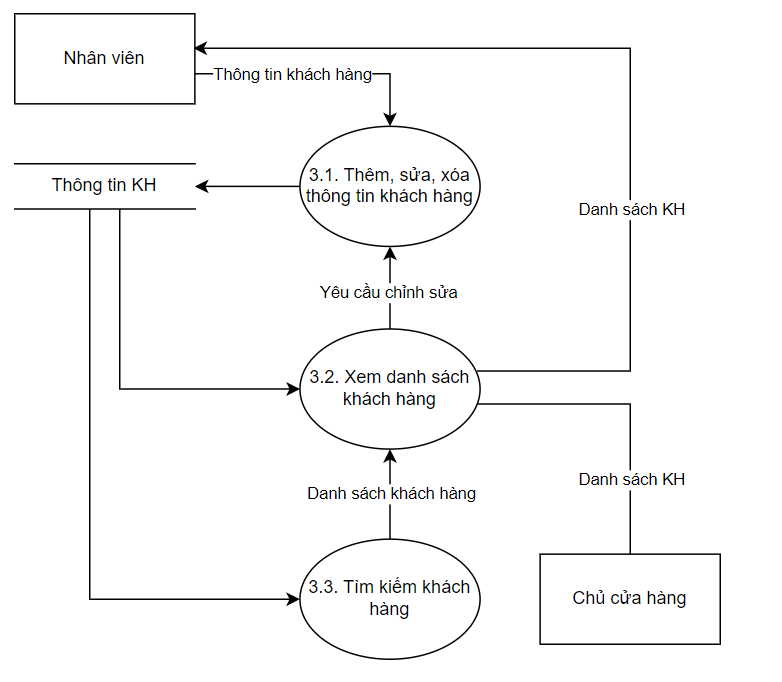 Nhân viên
Thông tin khách hàng
3.1. Thêm, sửa, xóa
thông tin khách hàng
Thông tin KH
Danh sách KH
Yêu cầu chỉnh sửa
3.2. Xem danh sách
khách hàng
Danh sách KH
Danh sách khách hàng
3.3. Tìm kiếm khách
hàng
Chủ cửa hàng